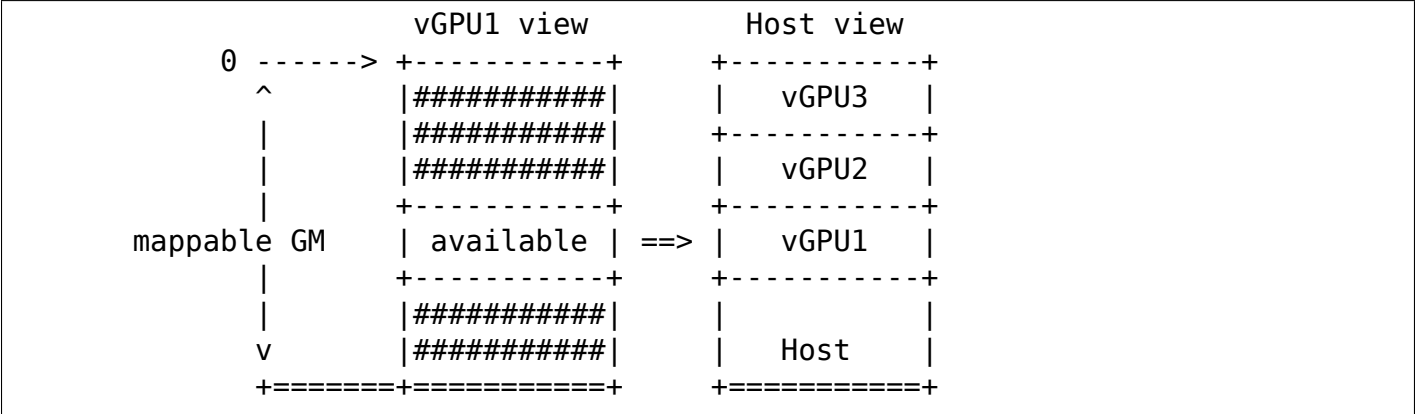 vGPU1 view         Host view
            0 ------> +-----------+     +-----------+
              ^       |###########|     |   vGPU3   |
              |       |###########|     +-----------+
              |       |###########|     |   vGPU2   |
              |       +-----------+     +-----------+
       mappable GM    | available | ==> |   vGPU1   |
              |       +-----------+     +-----------+
              |       |###########|     |           |
              v       |###########|     |   Host    |
              +=======+===========+     +===========+